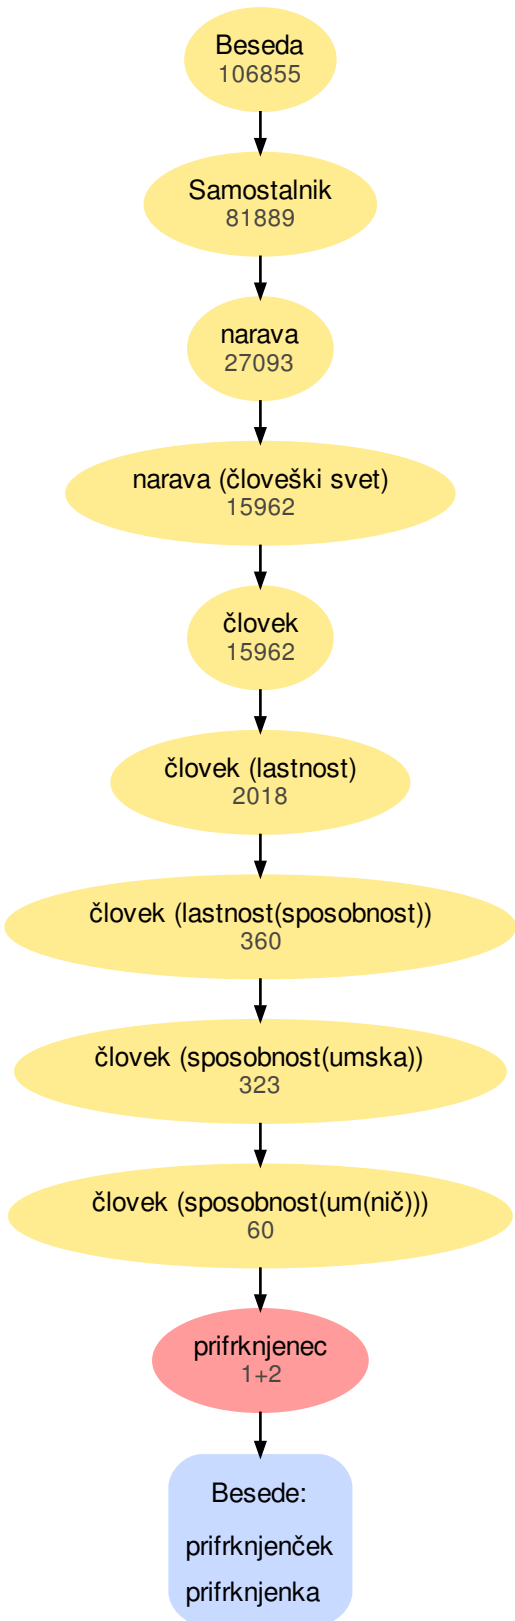 Beseda
106855
Samostalnik
81889
narava
27093
narava (človeški svet)
15962
človek
15962
človek (lastnost)
2018
človek (lastnost(sposobnost))
360
človek (sposobnost(umska))
323
človek (sposobnost(um(nič)))
60
prifrknjenec
1+2
Besede:
prifrknjenček
prifrknjenka